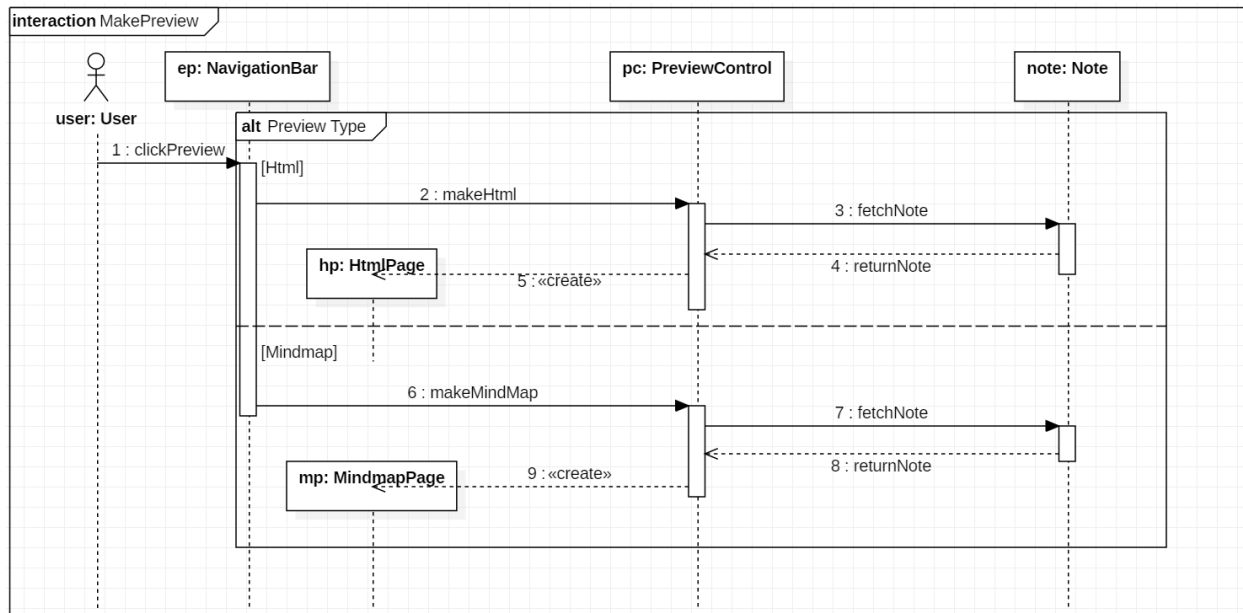 interaction MakePreview
ep: NavigationBar
pc: PreviewControl
note: Note
user: User
alt Preview Type
1 : clickPreview
[Html]
2 : makeHtml
3 : fetchNote
4 : returnNote
hp: HtmlPage
5 : «create»
[Mindmap]
6 : makeMindMap
7 : fetchNote
8 : returnNote
mp: MindmapPage
9 : «create»